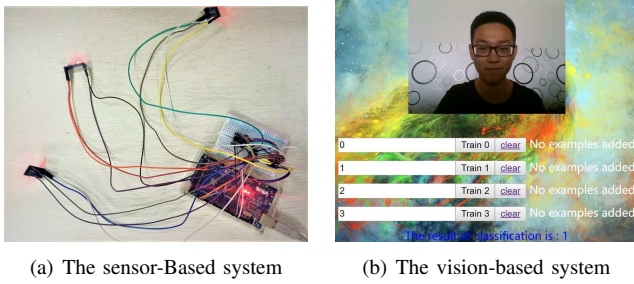 0 Train 0 clear No examples added
1 Train 1 clear No examples added
2 Train 2 clear No examples added
3 Train 3 clear No examples added
The result of classification is : 1
(a) The sensor-Based system
(b) The vision-based system